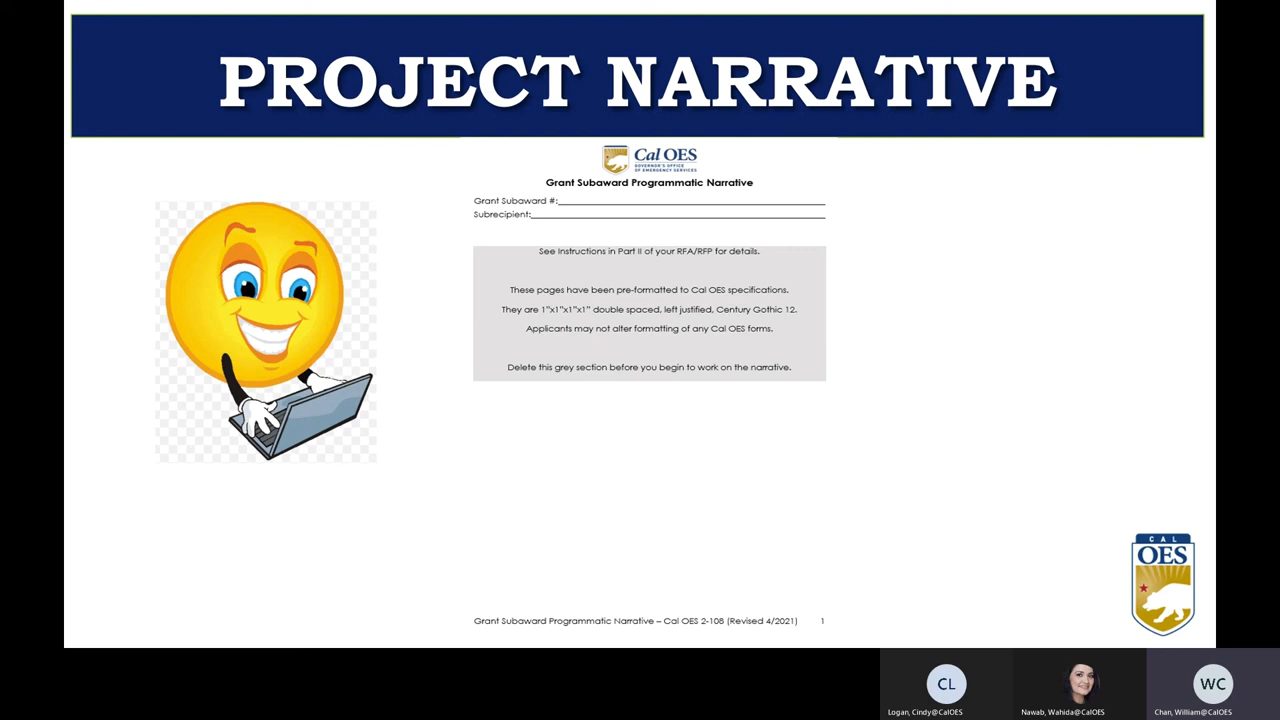 PROJECT NARRATIVE
Cal OES
GOVERNOR'S OFFICE
OF EMERGENCY SERVICES
Grant Subaward Programmatic Narrative
Grant Subaward #:
Subrecipient:
See Instructions in Part II of your RFA/RFP for details.
These pages have been pre-formatted to Cal OES specifications.
They are 1"x1"x1"x1" double spaced, left justified, Century Gothic 12.
Applicants may not alter formatting of any Cal OES forms.
Delete this grey section before you begin to work on the narrative.
CAL
OES
Grant Subaward Programmatic Narrative – Cal OES 2-108 (Revised 4/2021) 1
CL
WC
Logan, Cindy@CalOES
Nawab, Wahida@CalOES
Chan, William@CalOES